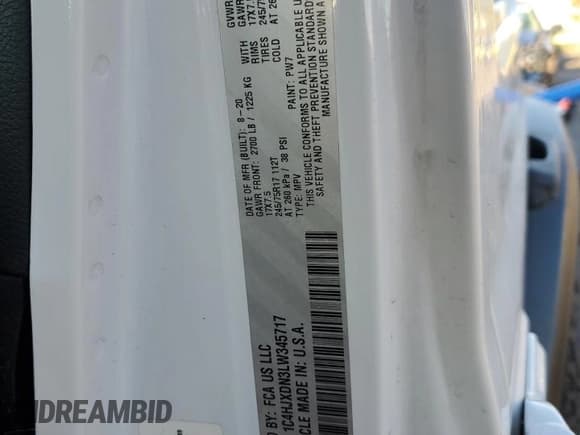 D BY: FCA US LLC
DATE OF MFR (BUILT): 8-20
GVWR
GAWR FRONT: 2700 LB / 1225 KG
WITH
GAWR
17X7.5
RIMS
17X7.5
245/75R17 112T
TIRES
245/7
AT 260 kPa / 38 PSI
COLD
AT 26
1C4HJXDN3LW345717
TYPE: MPV
PAINT: PW7
CLE MADE IN U.S.A.
THIS VEHICLE CONFORMS TO ALL APPLICABLE U
SAFETY AND THEFT PREVENTION STANDARD
MANUFACTURE SHOWN A
IDREAMBID